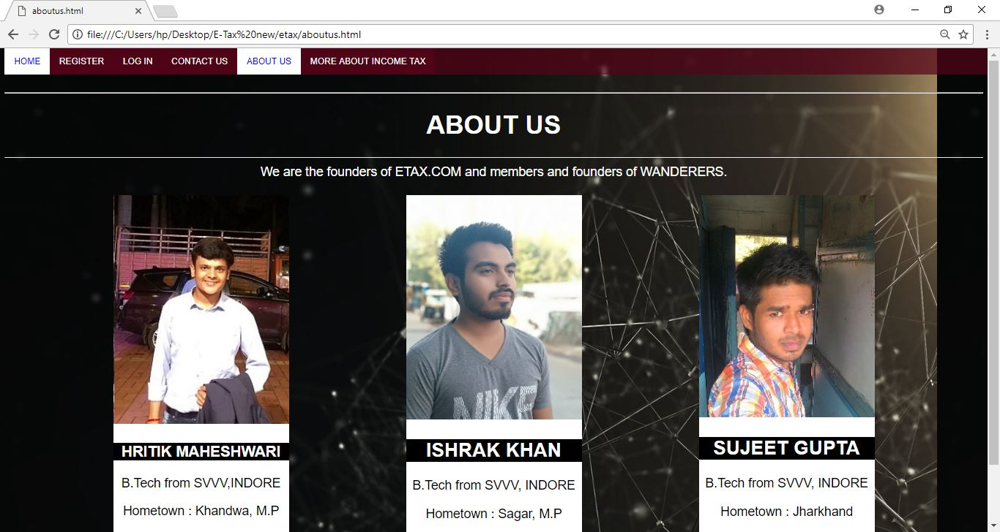 aboutus.html
file:///C:/Users/hp/Desktop/E-Tax%20new/etax/aboutus.html
HOME REGISTER LOG IN CONTACT US ABOUT US MORE ABOUT INCOME TAX
ABOUT US
We are the founders of ETAX.COM and members and founders of WANDERERS.
NIKE
HRITIK MAHESHWARI
B.Tech from SVVV,INDORE
Hometown : Khandwa, M.P
ISHRAK KHAN
B.Tech from SVVV, INDORE
Hometown : Sagar, M.P
SUJEET GUPTA
B.Tech from SVVV, INDORE
Hometown : Jharkhand